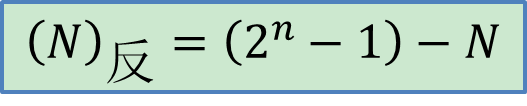 (N)反 = (2ⁿ − 1) − N